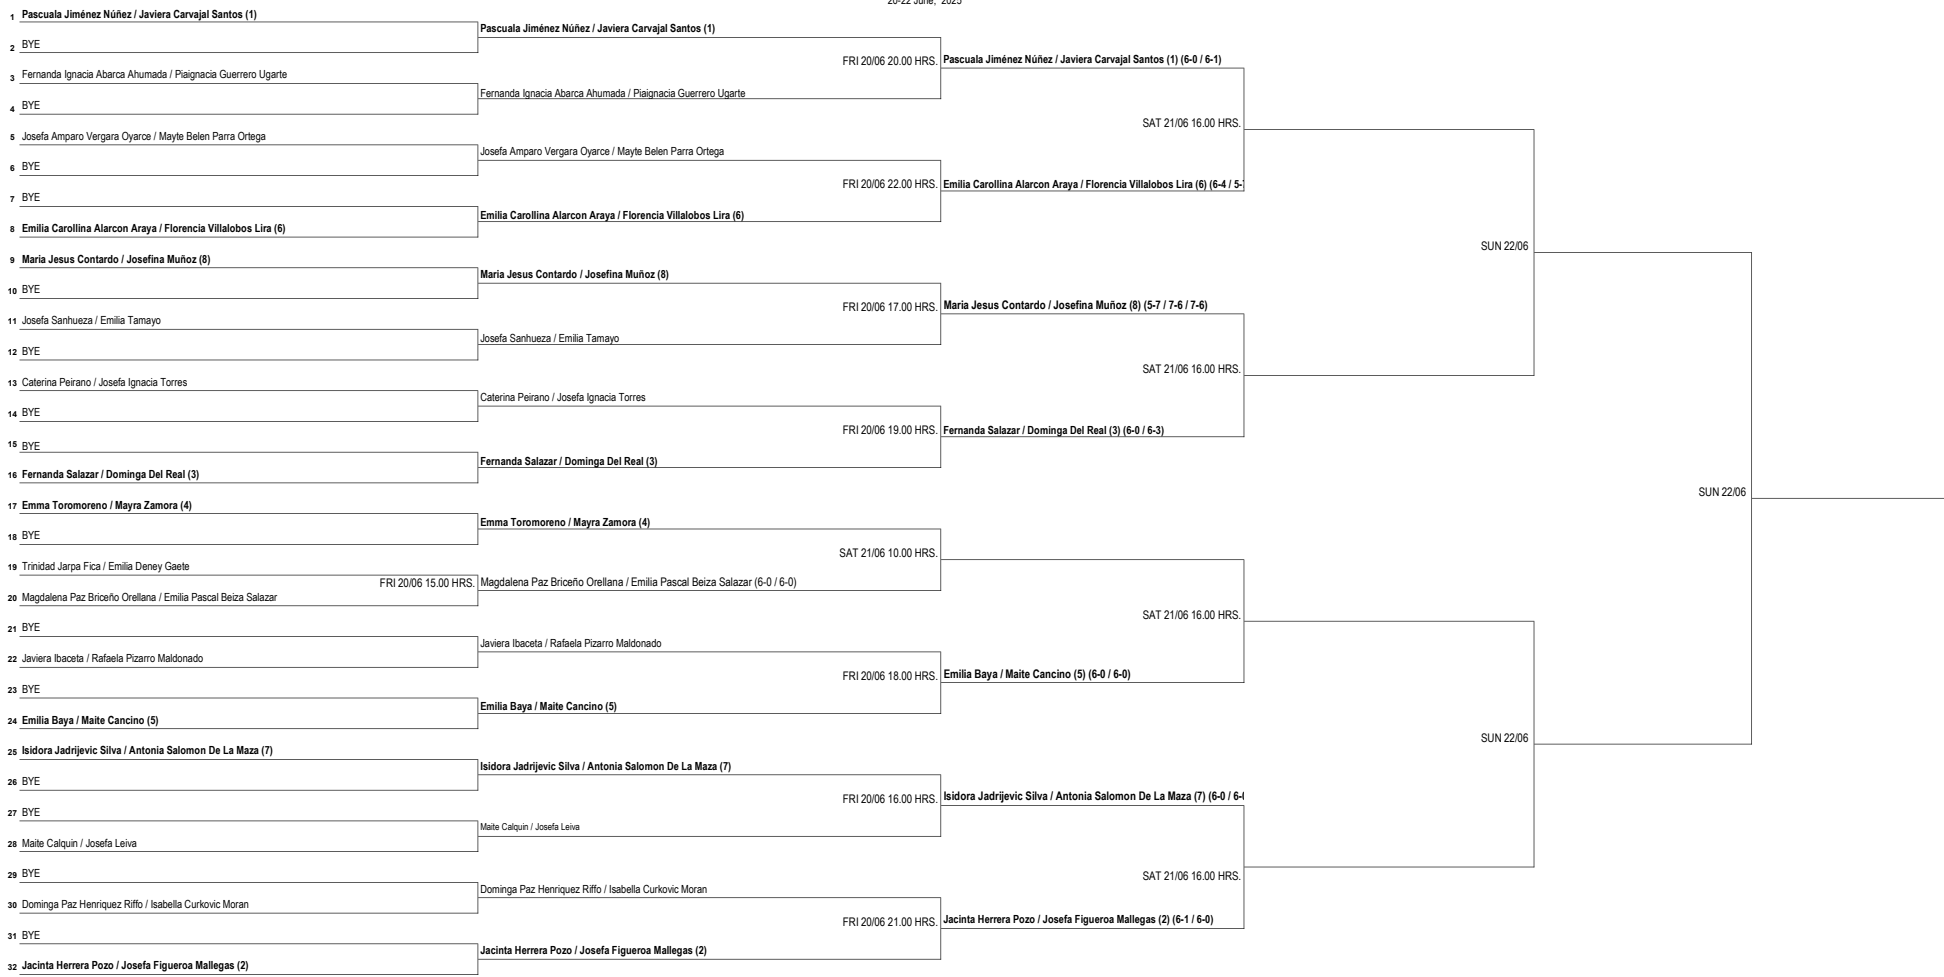 20-22 June, 2025
1 Pascuala Jiménez Núñez / Javiera Carvajal Santos (1)
2 BYE
3 Fernanda Ignacia Abarca Ahumada / Piaignacia Guerrero Ugarte
4 BYE
5 Josefa Amparo Vergara Oyarce / Mayte Belen Parra Ortega
6 BYE
7 BYE
8 Emilia Carollina Alarcon Araya / Florencia Villalobos Lira (6)
9 Maria Jesus Contardo / Josefina Muñoz (8)
10 BYE
11 Josefa Sanhueza / Emilia Tamayo
12 BYE
13 Caterina Peirano / Josefa Ignacia Torres
14 BYE
15 BYE
16 Fernanda Salazar / Dominga Del Real (3)
17 Emma Toromoreno / Mayra Zamora (4)
18 BYE
19 Trinidad Jarpa Fica / Emilia Deney Gaete
20 Magdalena Paz Briceño Orellana / Emilia Pascal Beiza Salazar
21 BYE
22 Javiera Ibaceta / Rafaela Pizarro Maldonado
23 BYE
24 Emilia Baya / Maite Cancino (5)
25 Isidora Jadrijevic Silva / Antonia Salomon De La Maza (7)
26 BYE
27 BYE
28 Maite Calquin / Josefa Leiva
29 BYE
30 Dominga Paz Henriquez Riffo / Isabella Curkovic Moran
31 BYE
32 Jacinta Herrera Pozo / Josefa Figueroa Mallegas (2)
FRI 20/06 15.00 HRS.
Pascuala Jiménez Núñez / Javiera Carvajal Santos (1)
Fernanda Ignacia Abarca Ahumada / Piaignacia Guerrero Ugarte
Josefa Amparo Vergara Oyarce / Mayte Belen Parra Ortega
Emilia Carollina Alarcon Araya / Florencia Villalobos Lira (6)
Maria Jesus Contardo / Josefina Muñoz (8)
Josefa Sanhueza / Emilia Tamayo
Caterina Peirano / Josefa Ignacia Torres
Fernanda Salazar / Dominga Del Real (3)
Emma Toromoreno / Mayra Zamora (4)
Magdalena Paz Briceño Orellana / Emilia Pascal Beiza Salazar (6-0 / 6-0)
Javiera Ibaceta / Rafaela Pizarro Maldonado
Emilia Baya / Maite Cancino (5)
Isidora Jadrijevic Silva / Antonia Salomon De La Maza (7)
Maite Calquin / Josefa Leiva
Dominga Paz Henriquez Riffo / Isabella Curkovic Moran
Jacinta Herrera Pozo / Josefa Figueroa Mallegas (2)
FRI 20/06 20.00 HRS.
FRI 20/06 22.00 HRS.
FRI 20/06 17.00 HRS.
FRI 20/06 19.00 HRS.
SAT 21/06 10.00 HRS.
FRI 20/06 18.00 HRS.
FRI 20/06 16.00 HRS.
FRI 20/06 21.00 HRS.
Pascuala Jiménez Núñez / Javiera Carvajal Santos (1) (6-0 / 6-1)
Emilia Carollina Alarcon Araya / Florencia Villalobos Lira (6) (6-4 / 5-
Maria Jesus Contardo / Josefina Muñoz (8) (5-7 / 7-6 / 7-6)
Fernanda Salazar / Dominga Del Real (3) (6-0 / 6-3)
Emilia Baya / Maite Cancino (5) (6-0 / 6-0)
Isidora Jadrijevic Silva / Antonia Salomon De La Maza (7) (6-0 / 6-
Jacinta Herrera Pozo / Josefa Figueroa Mallegas (2) (6-1 / 6-0)
SAT 21/06 16.00 HRS.
SAT 21/06 16.00 HRS.
SAT 21/06 16.00 HRS.
SAT 21/06 16.00 HRS.
SUN 22/06
SUN 22/06
SUN 22/06